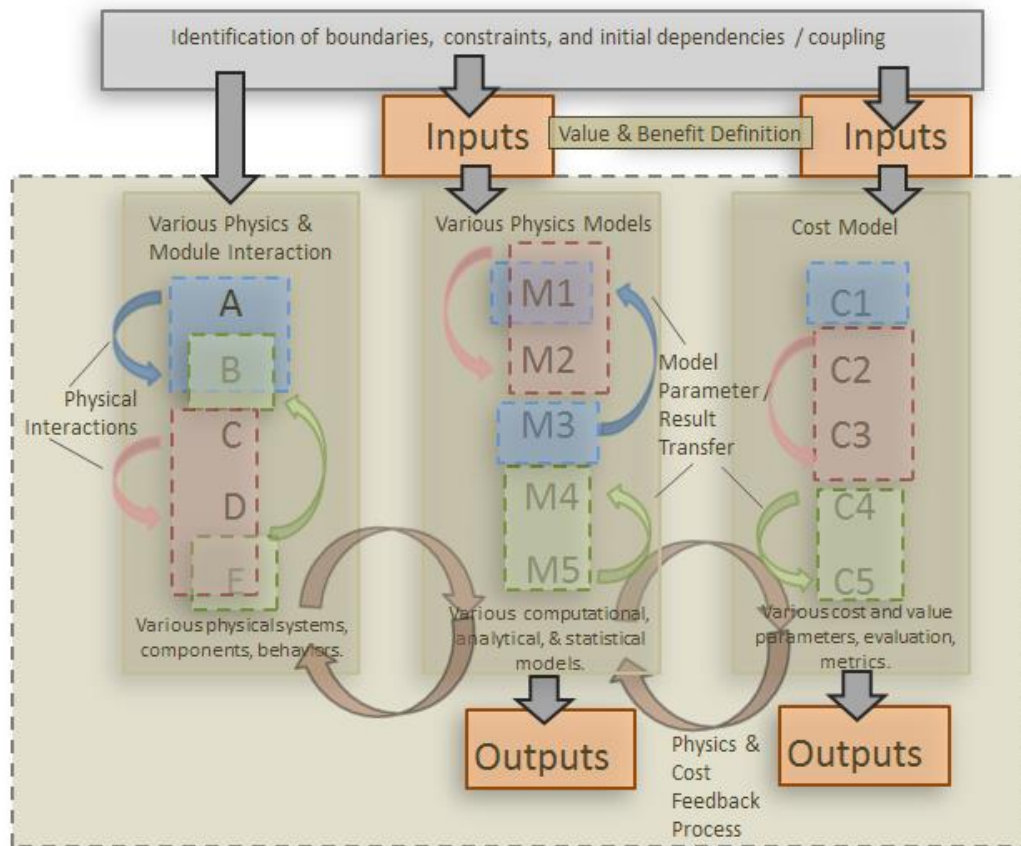 Identification of boundaries, constraints, and initial dependencies / coupling
Inputs
Value & Benefit Definition
Inputs
Various Physics &
Module Interaction
A
B
C
D
E
Physical
Interactions
Various physical systems,
components, behaviors.
Various Physics Models
M1
M2
M3
M4
M5
Model
Parameter/
Result
Transfer
Various computational,
analytical, & statistical
models.
Cost Model
C1
C2
C3
C4
C5
Various cost and value
parameters, evaluation,
metrics.
Outputs
Physics &
Cost
Feedback
Process
Outputs